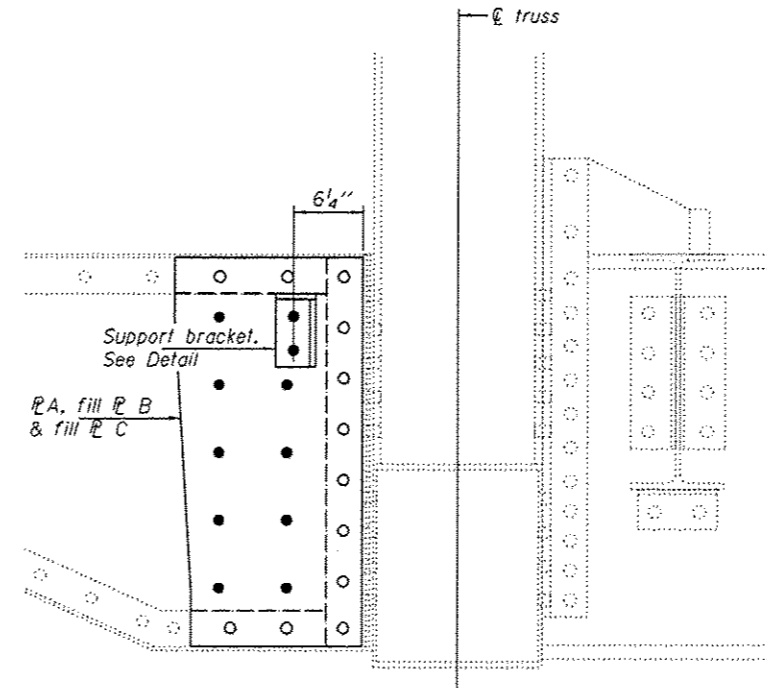 ℄ truss
6¼"
Support bracket.
See Detail
℄A, fill ℄ B
& fill ℄ C